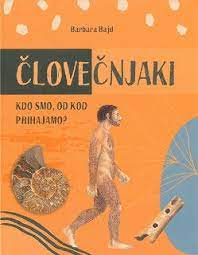 Barbara Bajd
ČLOVEČNJAKI
KDO SMO, OD KOD
PRIHAJAMO?